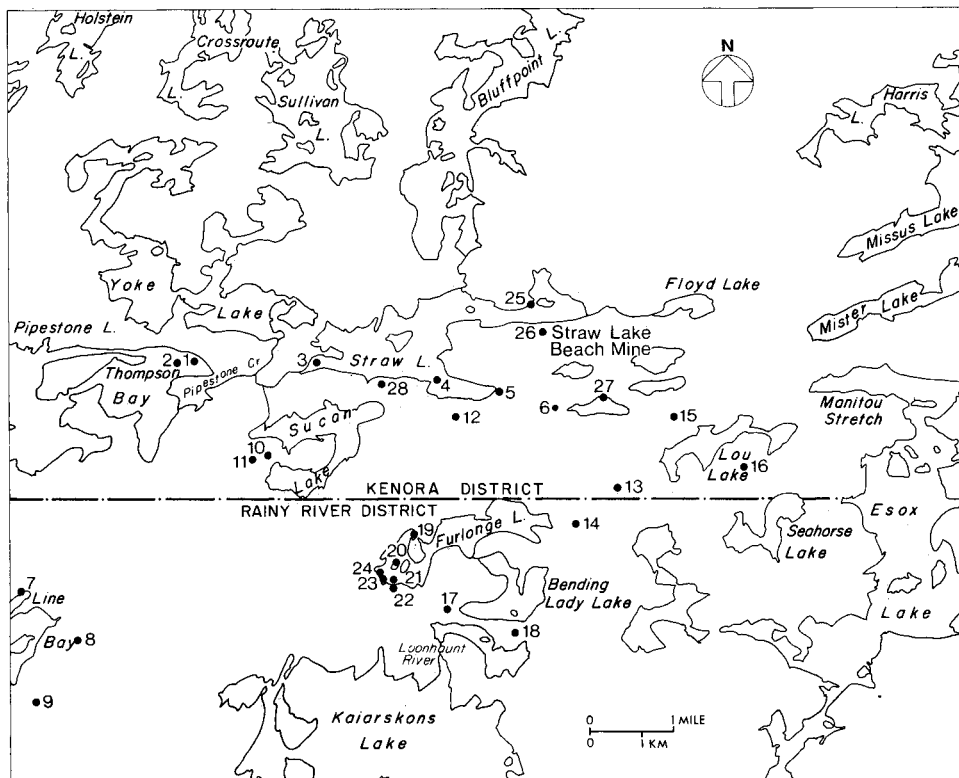 Holstein
L.
Crossroute
L.
Sullivan
L.
Bluffpoint
L.
N
Harris
L.
Missus Lake
Mister Lake
Yoke
Lake
Floyd Lake
25
26
Straw Lake
Beach Mine
Pipestone L.
2
1
Thompson
Bay
Pipestone Cr.
3
Straw L.
28
4
5
12
6
27
15
Manitou
Stretch
Sucan
Lake
10
11
Lou
Lake
16
13
KENORA DISTRICT
RAINY RIVER DISTRICT
Esox
Lake
Seahorse
Lake
19
Furlonge L.
14
20
24
23
21
22
17
Bending
Lady Lake
18
Loonhaunt
River
7
Line
Bay
8
9
Kaiarskons
Lake
0
1 MILE
0
1 KM